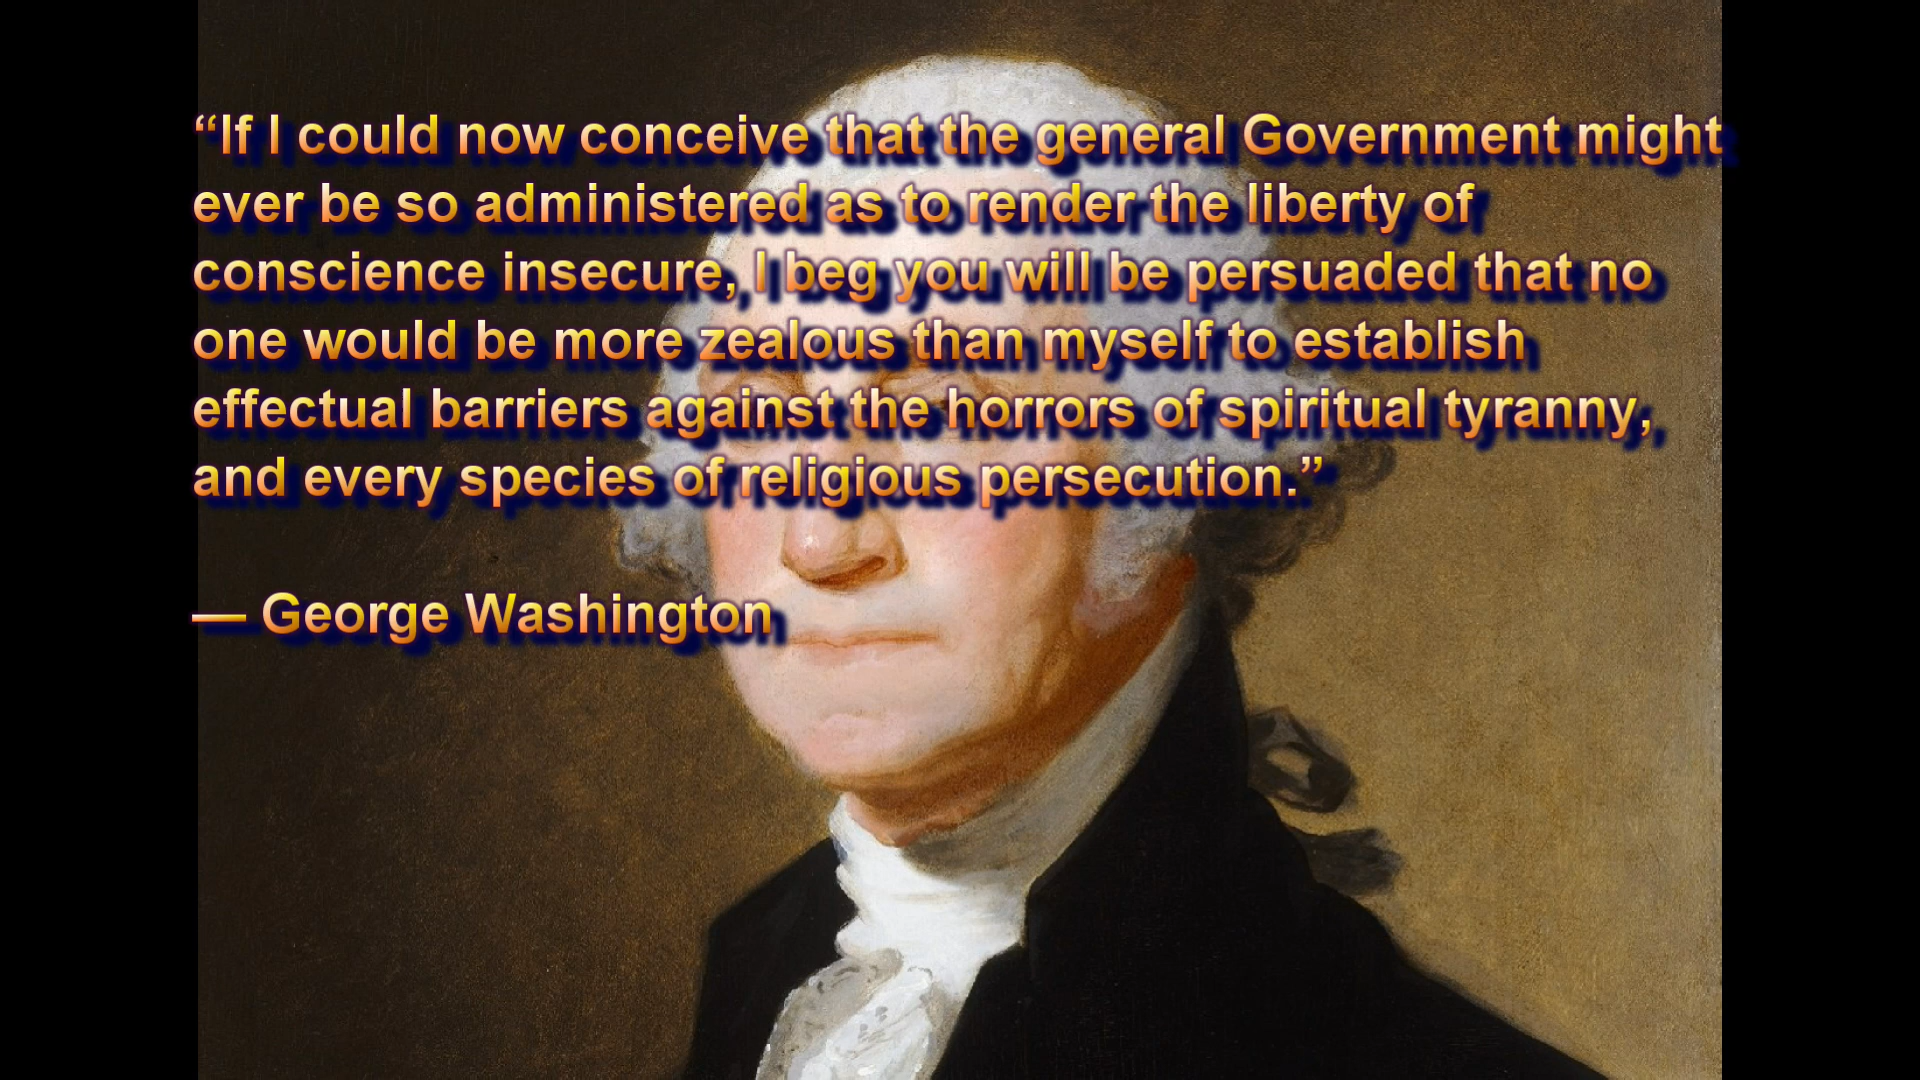 “If I could now conceive that the general Government might
ever be so administered as to render the liberty of
conscience insecure, I beg you will be persuaded that no
one would be more zealous than myself to establish
effectual barriers against the horrors of spiritual tyranny,
and every species of religious persecution.”
— George Washington